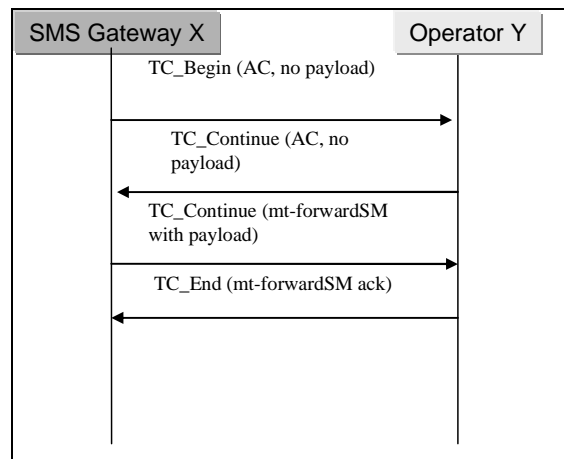 SMS Gateway X
Operator Y
TC_Begin (AC, no payload)
TC_Continue (AC, no
payload)
TC_Continue (mt-forwardSM
with payload)
TC_End (mt-forwardSM ack)